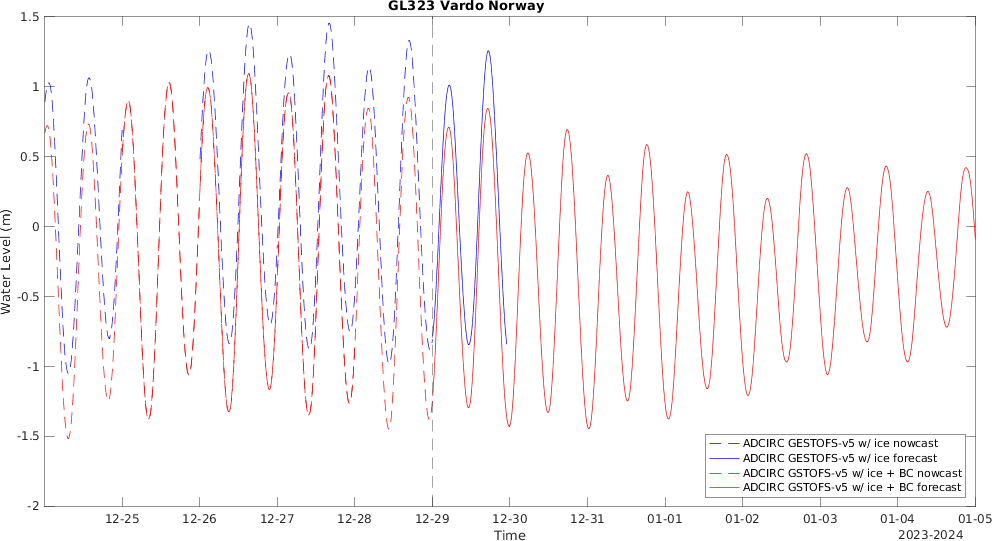 GL323 Vardo Norway
1.5
1
0.5
0
-0.5
-1
-1.5
-2
Water Level (m)
ADCIRC GESTOFS-v5 w/ ice nowcast
ADCIRC GESTOFS-v5 w/ ice forecast
ADCIRC GSTOFS-v5 w/ ice + BC nowcast
ADCIRC GSTOFS-v5 w/ ice + BC forecast
12-25 12-26 12-27 12-28 12-29 12-30 12-31 01-01 01-02 01-03 01-04 01-05
Time
2023-2024